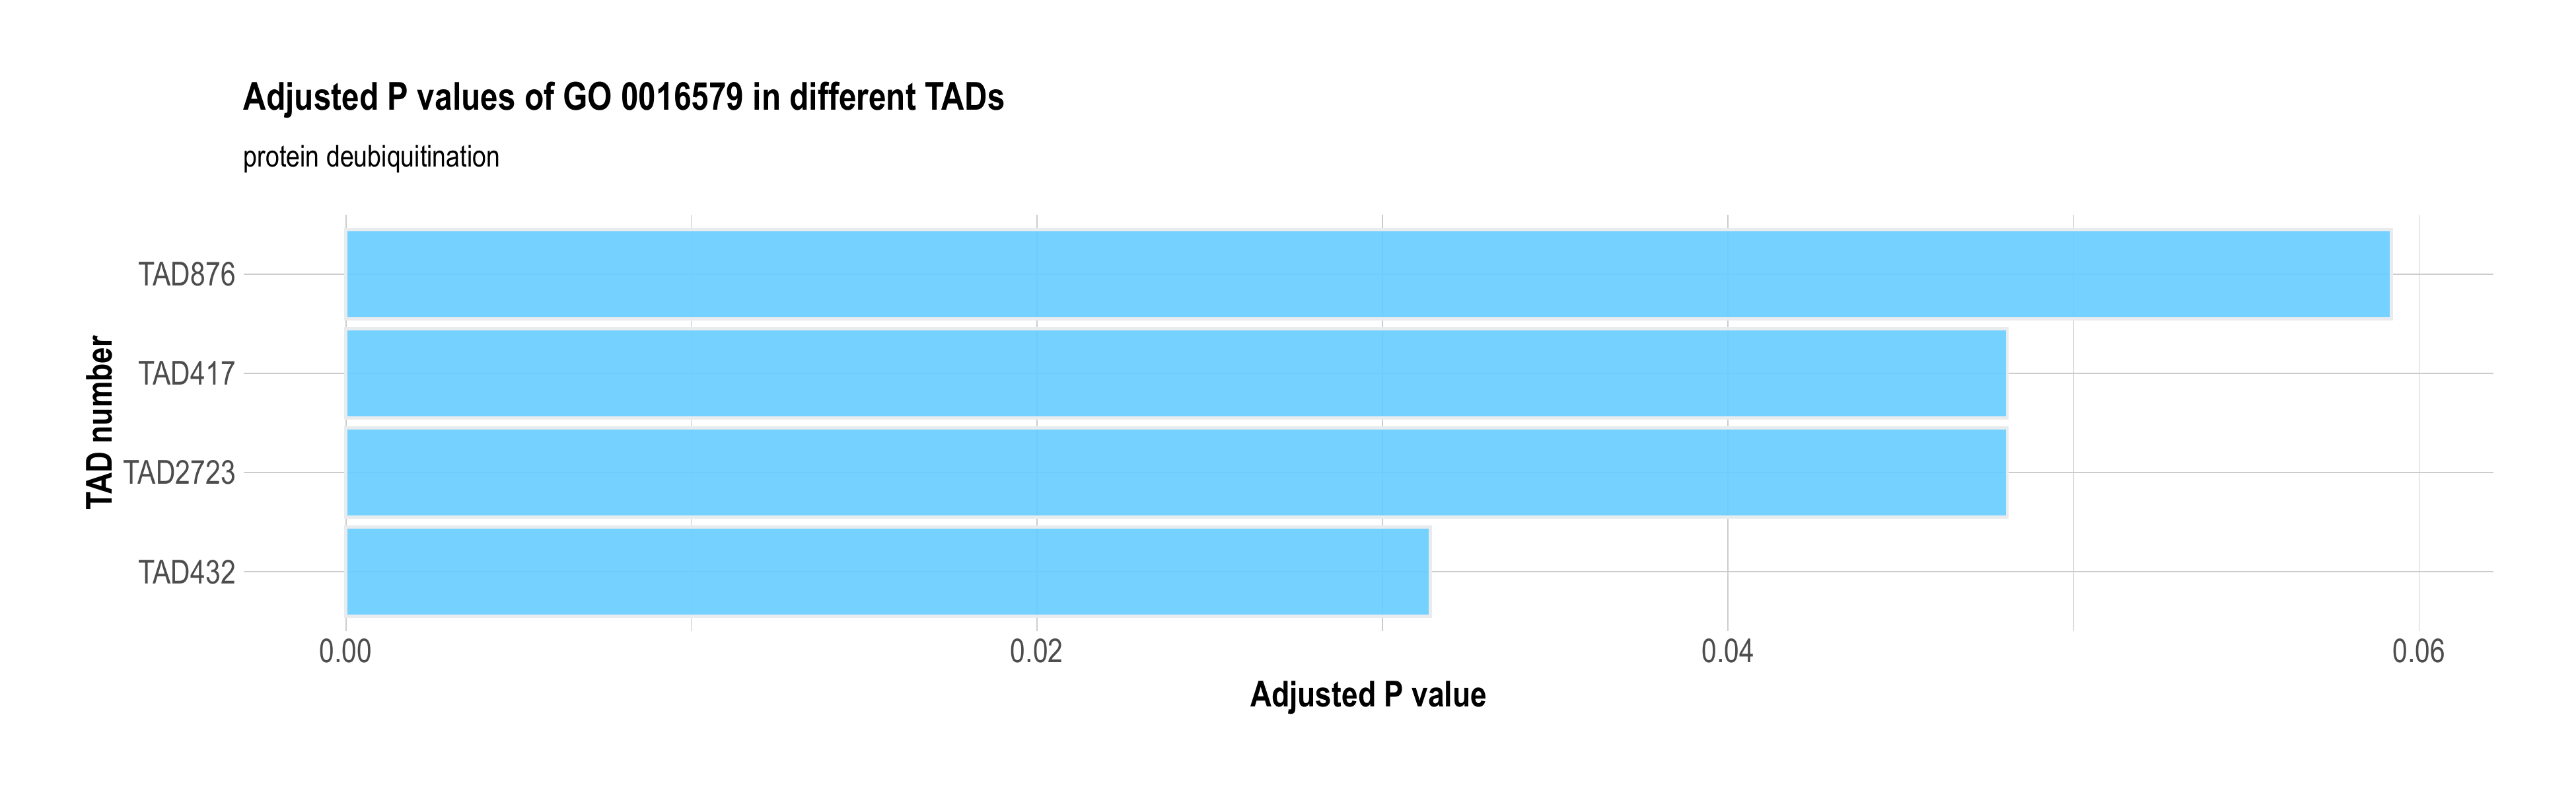 Adjusted P values of GO 0016579 in different TADs
protein deubiquitination
TAD number
TAD876
TAD417
TAD2723
TAD432
0.00 0.02 0.04 0.06
Adjusted P value